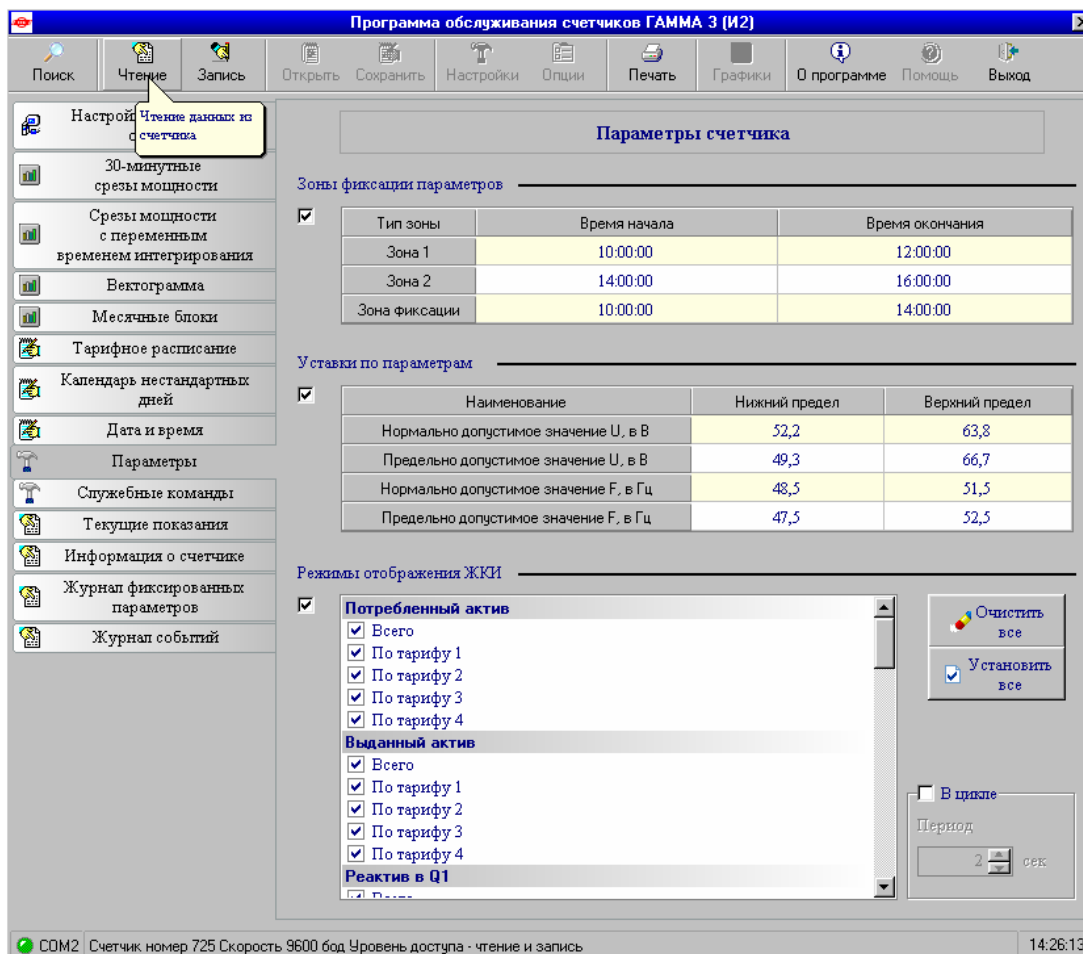 Программа обслуживания счетчиков ГАММА 3 (И2)
Поиск Чтение Запись Открыть Сохранить Настройки Опции Печать Графики О программе Помощь Выход
Чтение данных из
счетчика
30-минутные
срезы мощности
Срезы мощности
с переменным
временем интегрирования
Вектограмма
Месячные блоки
Тарифное расписание
Календарь нестандартных
дней
Дата и время
Параметры
Служебные команды
Текущие показания
Информация о счетчике
Журнал фиксированных
параметров
Журнал событий
Параметры счетчика
Зоны фиксации параметров
Тип зоны Время начала Время окончания
Зона 1 10:00:00 12:00:00
Зона 2 14:00:00 16:00:00
Зона фиксации 10:00:00 14:00:00
Уставки по параметрам
Наименование Нижний предел Верхний предел
Нормально допустимое значение U, в В 52,2 63,8
Предельно допустимое значение U, в В 49,3 66,7
Нормально допустимое значение F, в Гц 48,5 51,5
Предельно допустимое значение F, в Гц 47,5 52,5
Режимы отображения ЖКИ
Потребленный актив
Всего
По тарифу 1
По тарифу 2
По тарифу 3
По тарифу 4
Выданный актив
Всего
По тарифу 1
По тарифу 2
По тарифу 3
По тарифу 4
Реактив в Q1
Очистить
все
Установить
все
В цикле
Период
2 сек
COM2 Счетчик номер 725 Скорость 9600 бод Уровень доступа - чтение и запись 14:26:13